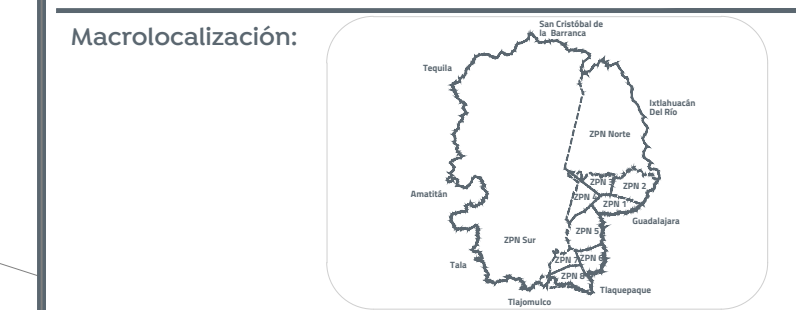 Macrolocalización:
San Cristóbal de
la Barranca
Tequila
Ixtlahuacán
Del Río
ZPN Norte
ZPN 3
ZPN 2
Amatitán
ZPN 4
ZPN 1
Guadalajara
ZPN 5
ZPN Sur
Tala
ZPN 7
ZPN 6
ZPN 8
Tlaquepaque
Tlajomulco